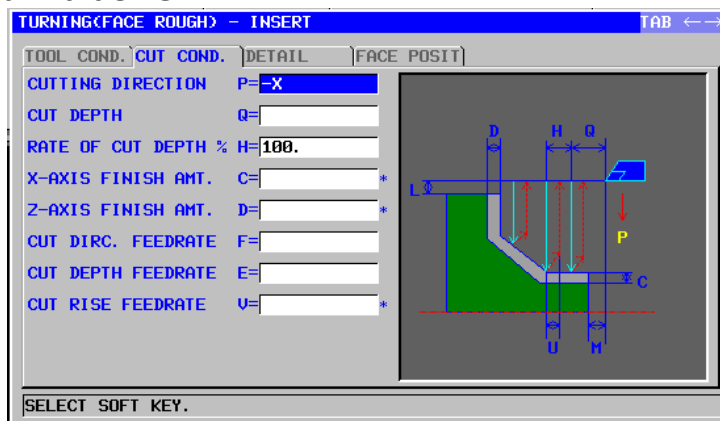 TURNING(FACE ROUGH) - INSERT TAB ←→
TOOL COND. CUT COND. DETAIL FACE POSIT
CUTTING DIRECTION P=-X
CUT DEPTH Q=
RATE OF CUT DEPTH % H=100.
X-AXIS FINISH AMT. C= *
Z-AXIS FINISH AMT. D= *
CUT DIRC. FEEDRATE F=
CUT DEPTH FEEDRATE E=
CUT RISE FEEDRATE V= *
D H Q
L
P
C
U M
SELECT SOFT KEY.